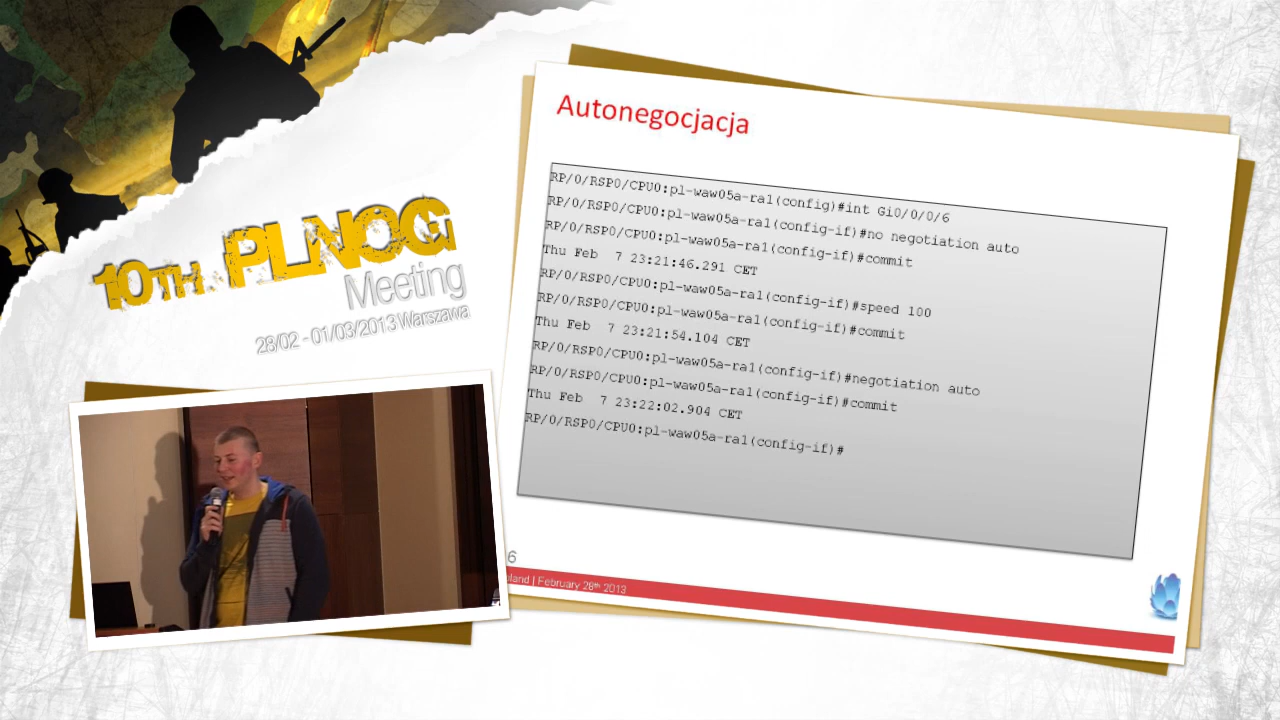 10TH PLNOG
Meeting
28/02 - 01/03/2013 Warszawa
Autonegocjacja
RP/0/RSP0/CPU0:pl-waw05a-ra1(config)#int Gi0/0/0/6
RP/0/RSP0/CPU0:pl-waw05a-ra1(config-if)#no negotiation auto
RP/0/RSP0/CPU0:pl-waw05a-ra1(config-if)#commit
Thu Feb  7 23:21:46.291 CET
RP/0/RSP0/CPU0:pl-waw05a-ra1(config-if)#speed 100
RP/0/RSP0/CPU0:pl-waw05a-ra1(config-if)#commit
Thu Feb  7 23:21:54.104 CET
RP/0/RSP0/CPU0:pl-waw05a-ra1(config-if)#negotiation auto
RP/0/RSP0/CPU0:pl-waw05a-ra1(config-if)#commit
Thu Feb  7 23:22:02.904 CET
RP/0/RSP0/CPU0:pl-waw05a-ra1(config-if)#
6
| February 28th 2013